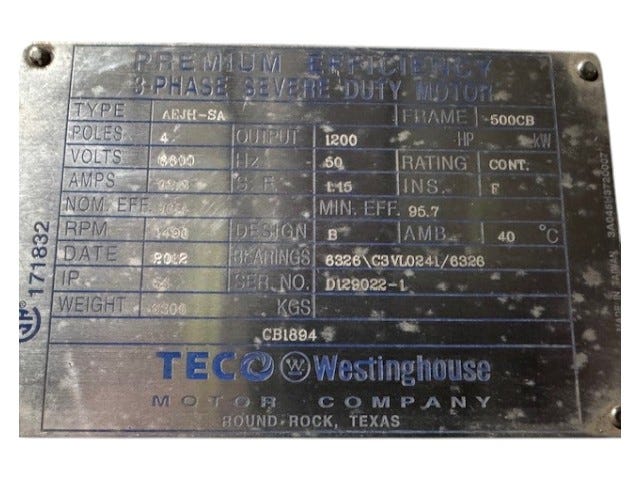 PREMIUM EFFICIENCY
3-PHASE SEVERE DUTY MOTOR
TYPE AEJH-SA FRAME 500CB
POLES 4 OUTPUT 1200 HP kW
VOLTS 6600 Hz 50 RATING CONT.
AMPS S.F. 1.15 INS. F
NOM. EFF. MIN. EFF. 95.7
RPM 1490 DESIGN B AMB. 40 °C
DATE 2012 BEARINGS 6326\C3VL0241/6326
IP SER. NO. D129022-1
WEIGHT KGS
CB1894
TECO W Westinghouse
MOTOR COMPANY
ROUND-ROCK, TEXAS
171832
MADE IN TAIWAN